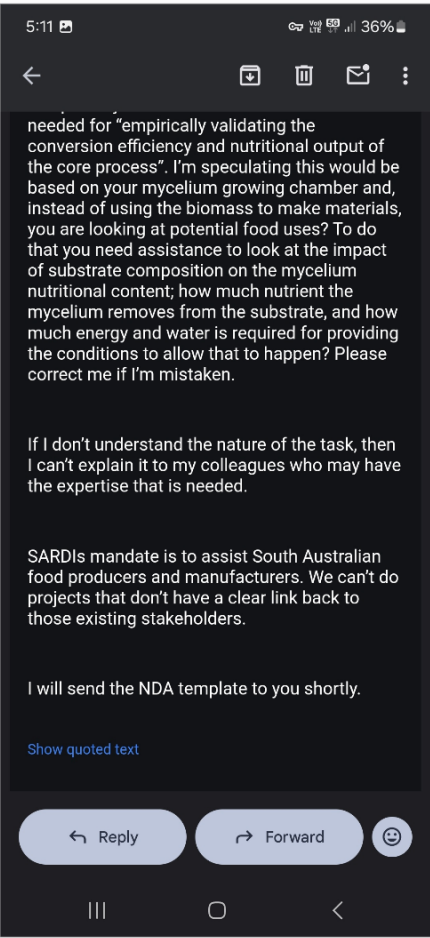 5:11
Vo)) LTE 5G 36%
needed for “empirically validating the
conversion efficiency and nutritional output of
the core process”. I’m speculating this would be
based on your mycelium growing chamber and,
instead of using the biomass to make materials,
you are looking at potential food uses? To do
that you need assistance to look at the impact
of substrate composition on the mycelium
nutritional content; how much nutrient the
mycelium removes from the substrate, and how
much energy and water is required for providing
the conditions to allow that to happen? Please
correct me if I’m mistaken.
If I don’t understand the nature of the task, then
I can’t explain it to my colleagues who may have
the expertise that is needed.
SARDIs mandate is to assist South Australian
food producers and manufacturers. We can’t do
projects that don’t have a clear link back to
those existing stakeholders.
I will send the NDA template to you shortly.
Show quoted text
Reply
Forward